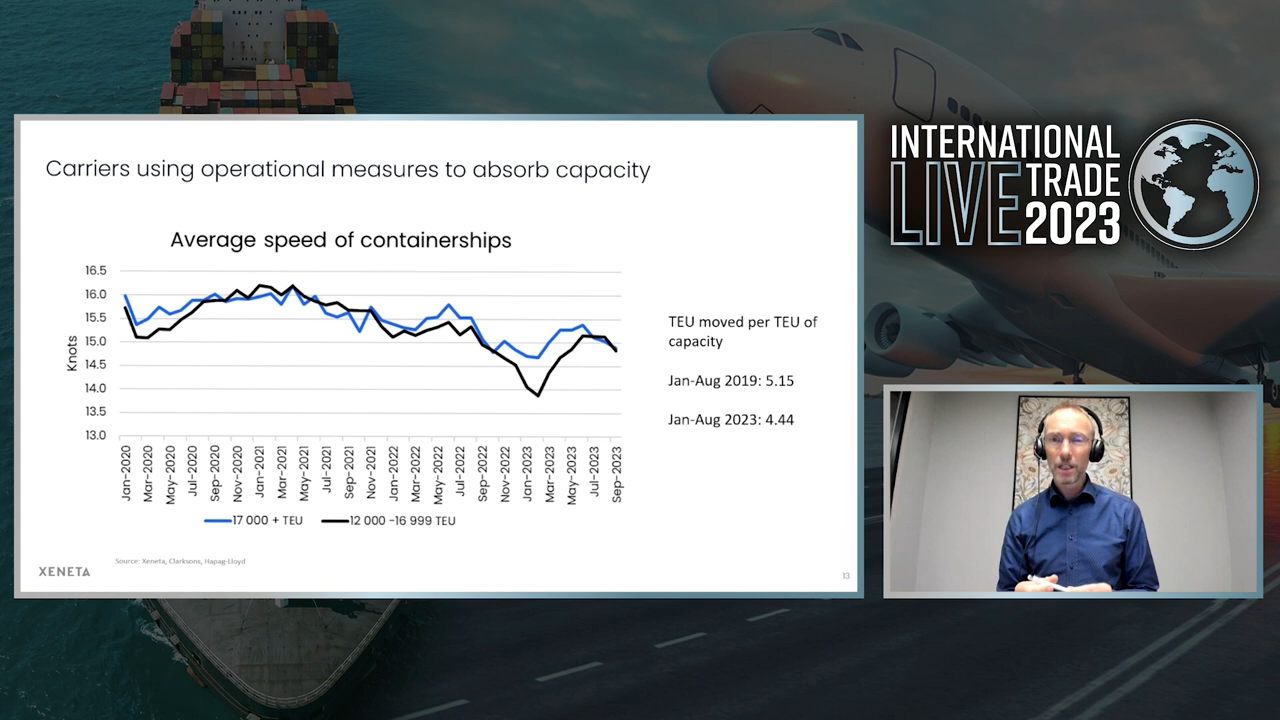 Carriers using operational measures to absorb capacity
Average speed of containerships
16.5
16.0
15.5
15.0
14.5
14.0
13.5
13.0
Knots
Jan-2020
Mar-2020
May-2020
Jul-2020
Sep-2020
Nov-2020
Jan-2021
Mar-2021
May-2021
Jul-2021
Sep-2021
Nov-2021
Jan-2022
Mar-2022
May-2022
Jul-2022
Sep-2022
Nov-2022
Jan-2023
Mar-2023
May-2023
Jul-2023
Sep-2023
17 000 + TEU
12 000 -16 999 TEU
TEU moved per TEU of
capacity
Jan-Aug 2019: 5.15
Jan-Aug 2023: 4.44
Source: Xeneta, Clarksons, Hapag-Lloyd
XENETA
13
INTERNATIONAL
LIVE TRADE
2023